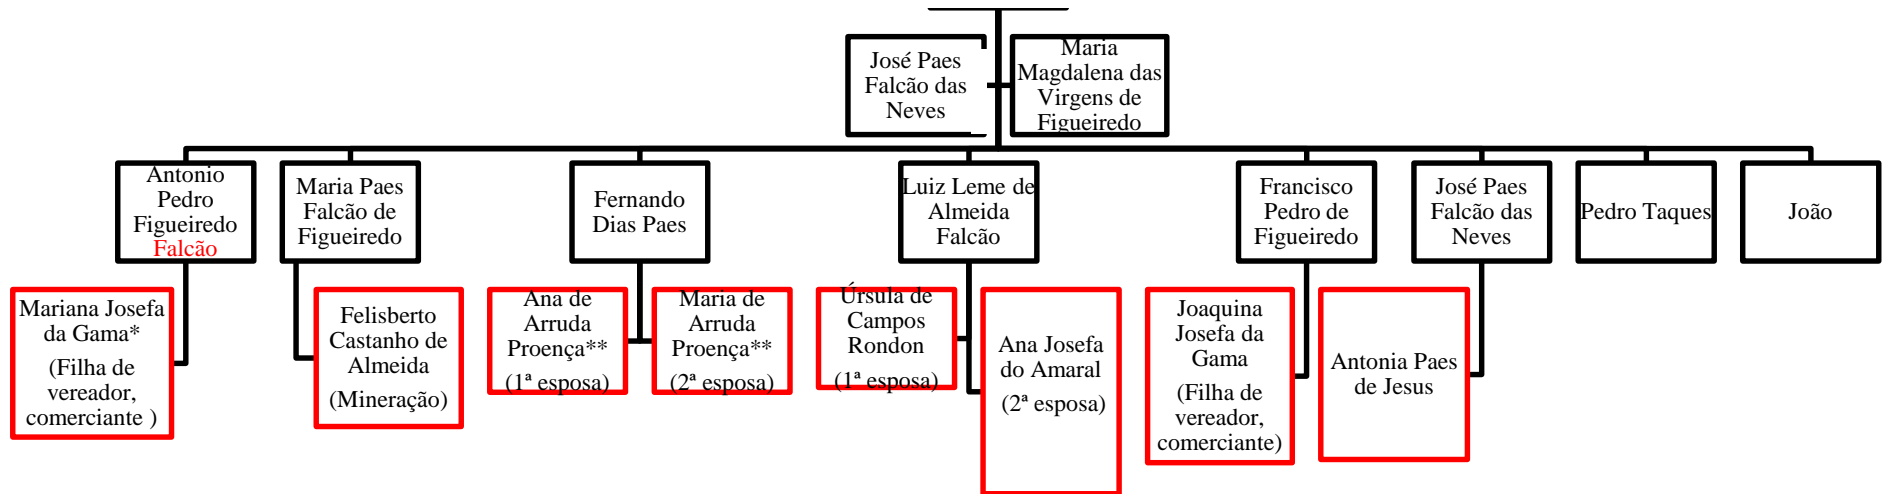 José Paes
Falcão das
Neves
Maria
Magdalena das
Virgens de
Figueiredo
Antonio
Pedro
Figueiredo
Falcão
Maria Paes
Falcão de
Figueiredo
Fernando
Dias Paes
Luiz Leme de
Almeida
Falcão
Francisco
Pedro de
Figueiredo
José Paes
Falcão das
Neves
Pedro Taques
João
Mariana Josefa
da Gama*
(Filha de
vereador,
comerciante )
Felisberto
Castanho de
Almeida
(Mineração)
Ana de
Arruda
Proença**
(1ª esposa)
Maria de
Arruda
Proença**
(2ª esposa)
Úrsula de
Campos
Rondon
(1ª esposa)
Ana Josefa
do Amaral
(2ª esposa)
Joaquina
Josefa da
Gama
(Filha de
vereador,
comerciante)
Antonia Paes
de Jesus